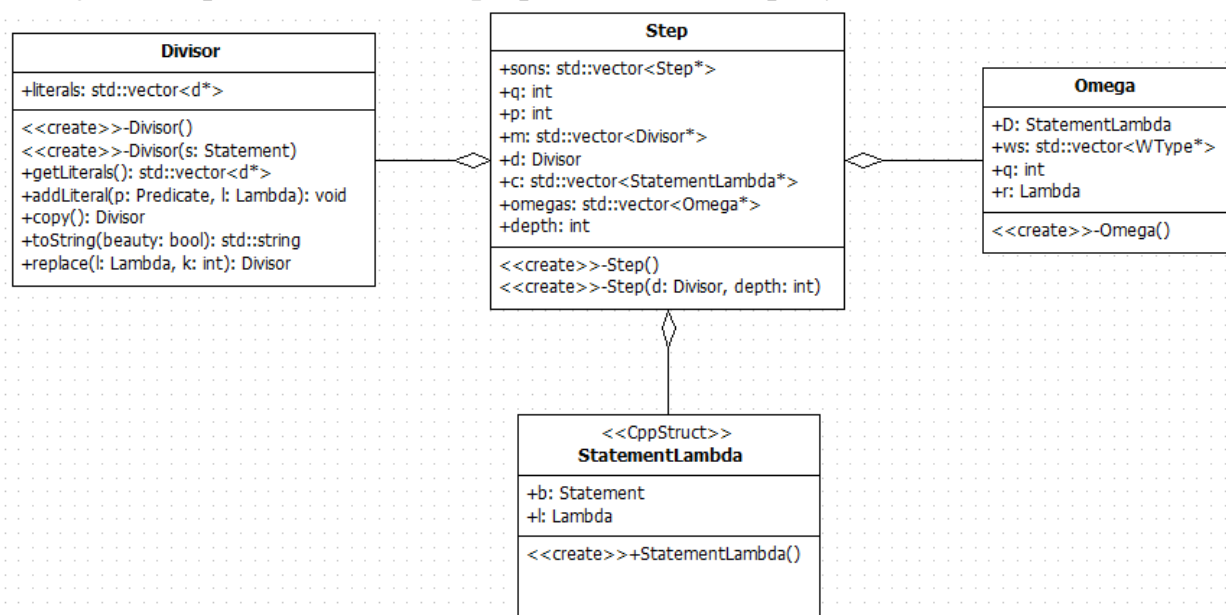 Divisor
+literals: std::vector<d*>
<<create>>-Divisor()
<<create>>-Divisor(s: Statement)
+getLiterals(): std::vector<d*>
+addLiteral(p: Predicate, l: Lambda): void
+copy(): Divisor
+toString(beauty: bool): std::string
+replace(l: Lambda, k: int): Divisor
Step
+sons: std::vector<Step*>
+q: int
+p: int
+m: std::vector<Divisor*>
+d: Divisor
+c: std::vector<StatementLambda*>
+omegas: std::vector<Omega*>
+depth: int
<<create>>-Step()
<<create>>-Step(d: Divisor, depth: int)
Omega
+D: StatementLambda
+ws: std::vector<WType*>
+q: int
+r: Lambda
<<create>>-Omega()
<<CppStruct>>
StatementLambda
+b: Statement
+l: Lambda
<<create>>+StatementLambda()